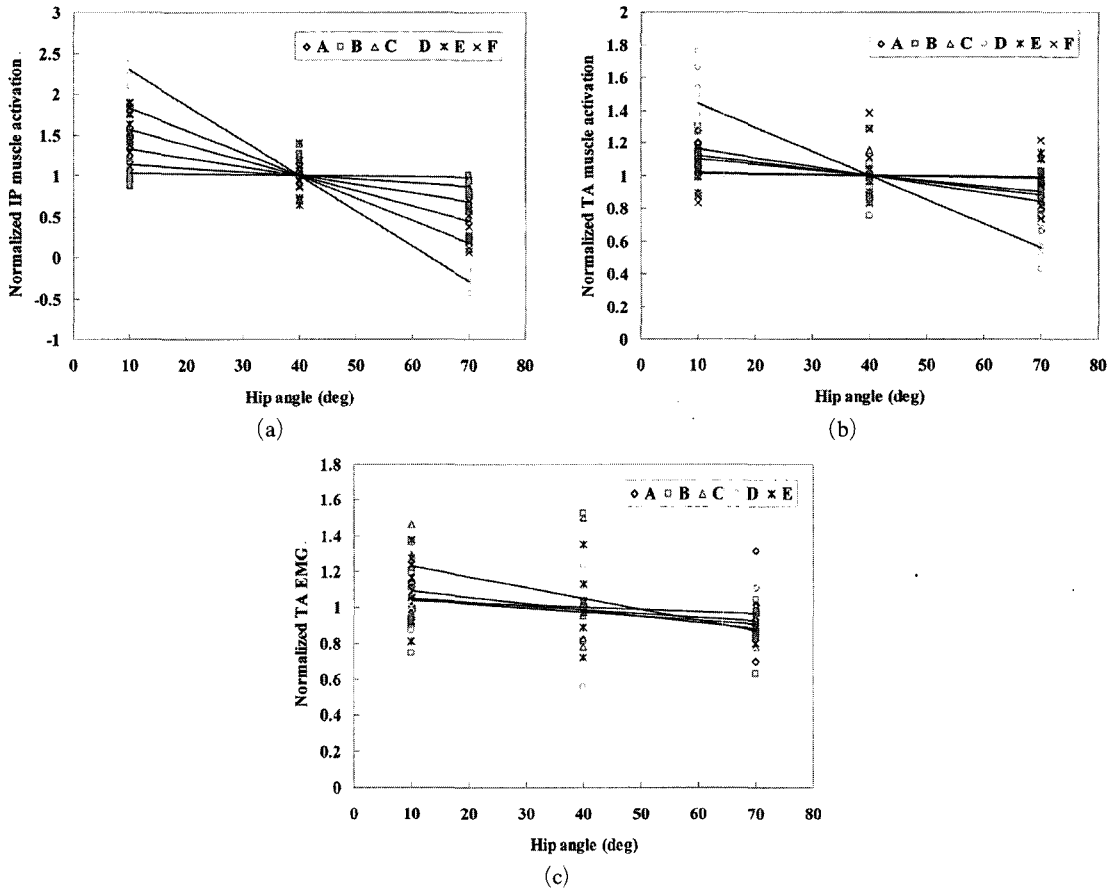 A B C D E F
Normalized IP muscle activation
3
2.5
2
1.5
1
0.5
0
-0.5
-1
0 10 20 30 40 50 60 70 80
Hip angle (deg)
(a)
A B C D E F
Normalized TA muscle activation
2
1.8
1.6
1.4
1.2
1
0.8
0.6
0.4
0.2
0
0 10 20 30 40 50 60 70 80
Hip angle (deg)
(b)
A B C D E
Normalized TA EMG
1.8
1.6
1.4
1.2
1
0.8
0.6
0.4
0.2
0
0 10 20 30 40 50 60 70 80
Hip angle (deg)
(c)